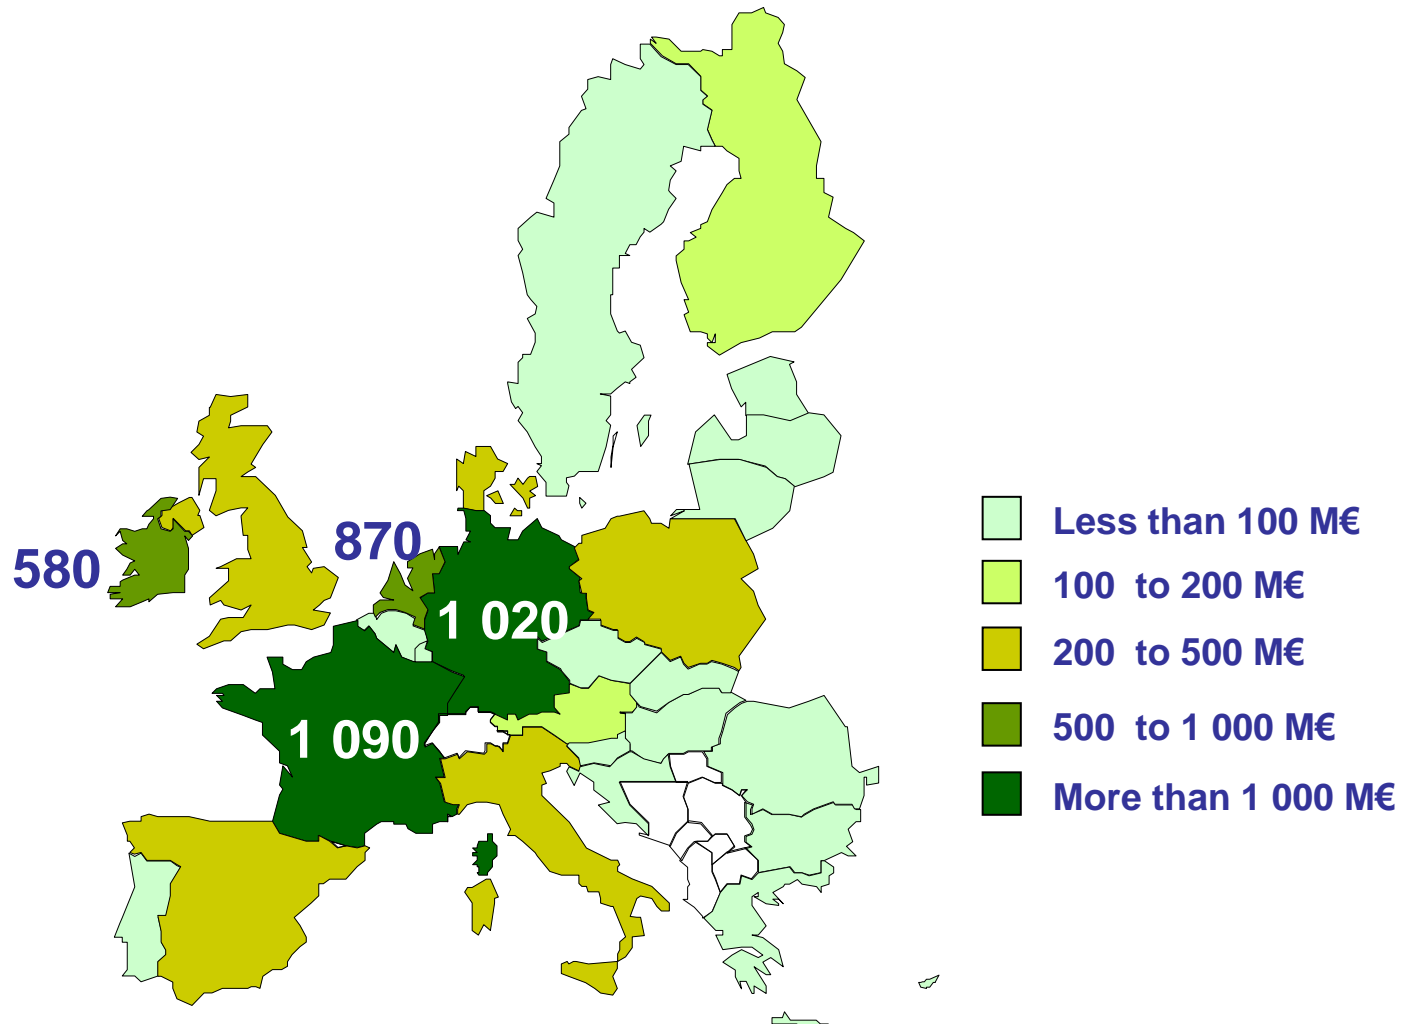 580
870
1 020
1 090
Less than 100 M€
100  to 200 M€
200  to 500 M€
500  to 1 000 M€
More than 1 000 M€